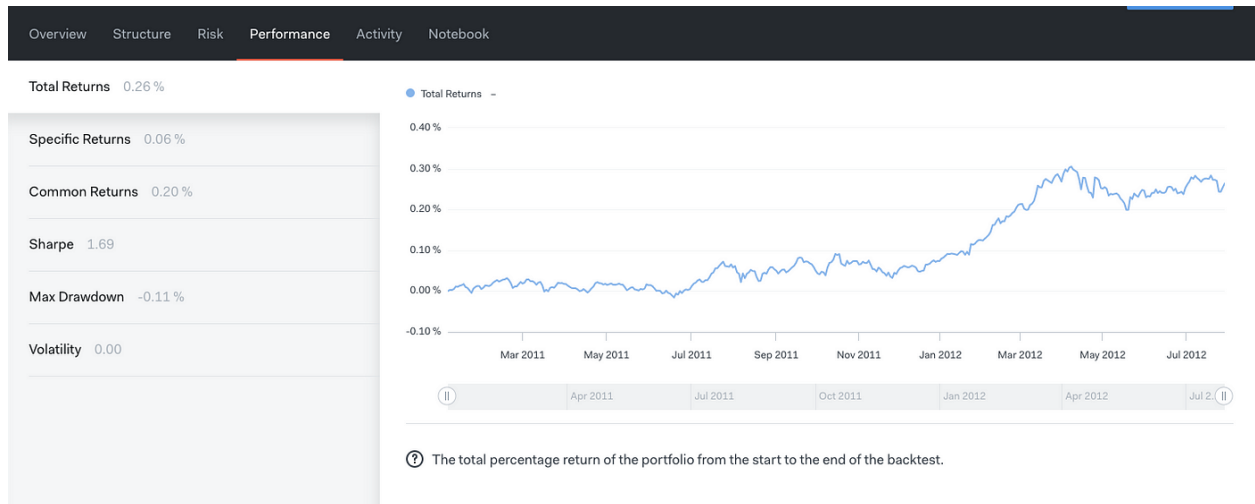 Overview Structure Risk Performance Activity Notebook
Total Returns 0.26 %
Specific Returns 0.06 %
Common Returns 0.20 %
Sharpe 1.69
Max Drawdown -0.11 %
Volatility 0.00
Total Returns –
0.40 %
0.30 %
0.20 %
0.10 %
0.00 %
-0.10 %
Mar 2011 May 2011 Jul 2011 Sep 2011 Nov 2011 Jan 2012 Mar 2012 May 2012 Jul 2012
Apr 2011 Jul 2011 Oct 2011 Jan 2012 Apr 2012 Jul 2...
The total percentage return of the portfolio from the start to the end of the backtest.